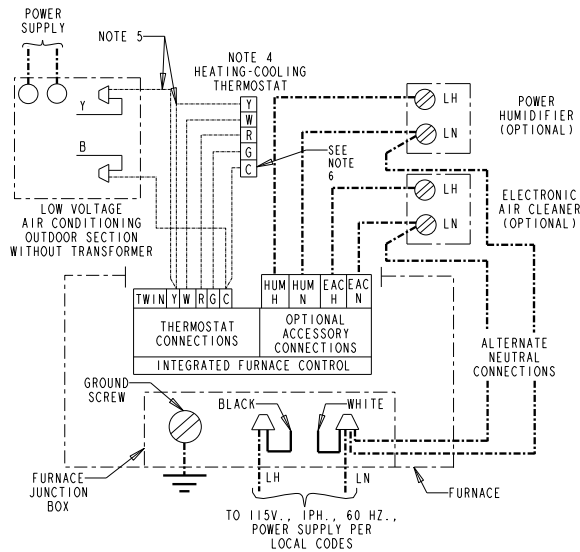 POWER
SUPPLY
NOTE 5
NOTE 4
HEATING-COOLING
THERMOSTAT
Y
B
Y
W
R
G
C
SEE
NOTE
6
LH
LN
POWER
HUMIDIFIER
(OPTIONAL)
LH
LN
ELECTRONIC
AIR CLEANER
(OPTIONAL)
LOW VOLTAGE
AIR CONDITIONING
OUTDOOR SECTION
WITHOUT TRANSFORMER
TWIN Y W R G C
HUM
H
HUM
N
EAC
H
EAC
N
THERMOSTAT
CONNECTIONS
OPTIONAL
ACCESSORY
CONNECTIONS
INTEGRATED FURNACE CONTROL
ALTERNATE
NEUTRAL
CONNECTIONS
GROUND
SCREW
BLACK
WHITE
FURNACE
JUNCTION
BOX
LH
LN
FURNACE
TO 115V., 1PH., 60 HZ.,
POWER SUPPLY PER
LOCAL CODES